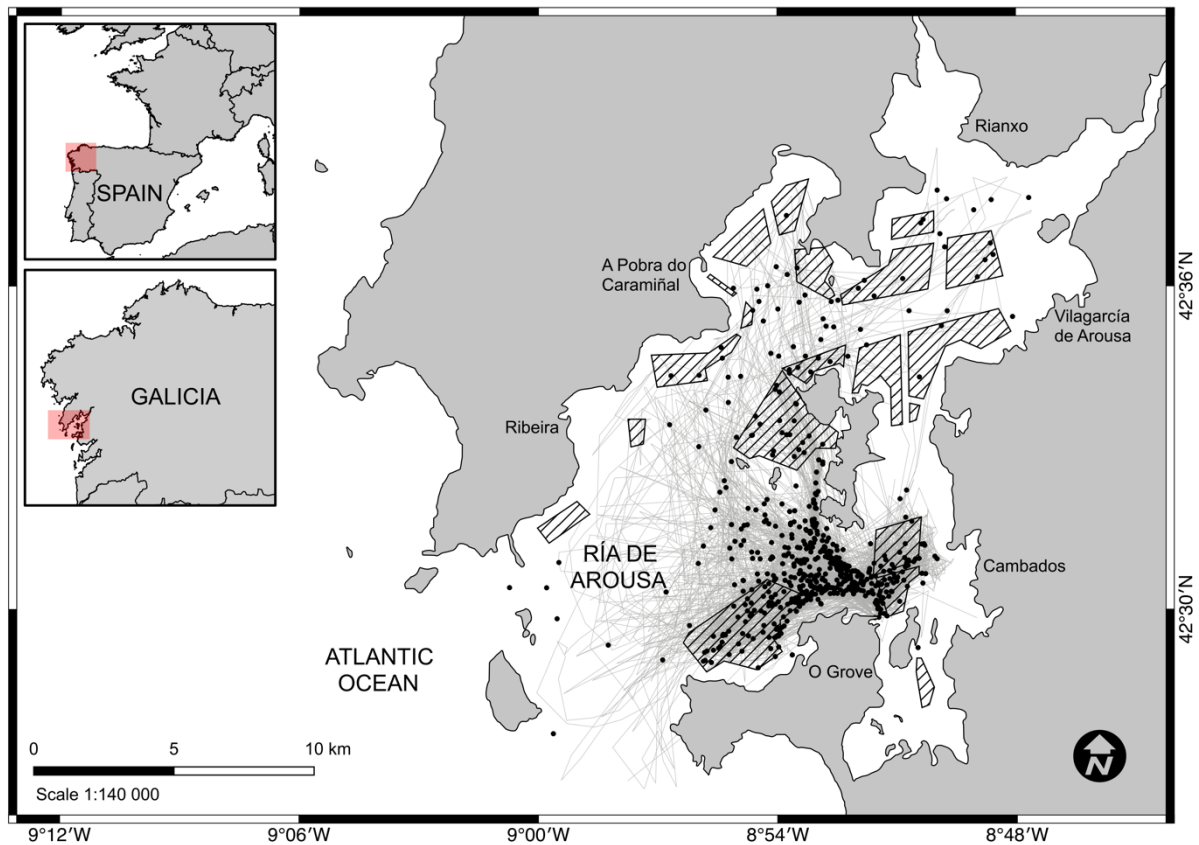 SPAIN
GALICIA
Rianxo
A Pobra do
Caramiñal
Vilagarcía
de Arousa
Ribeira
RÍA DE
AROUSA
Cambados
ATLANTIC
OCEAN
O Grove
0 5 10 km
Scale 1:140 000
N
42°36'N
42°30'N
9°12'W 9°06'W 9°00'W 8°54'W 8°48'W